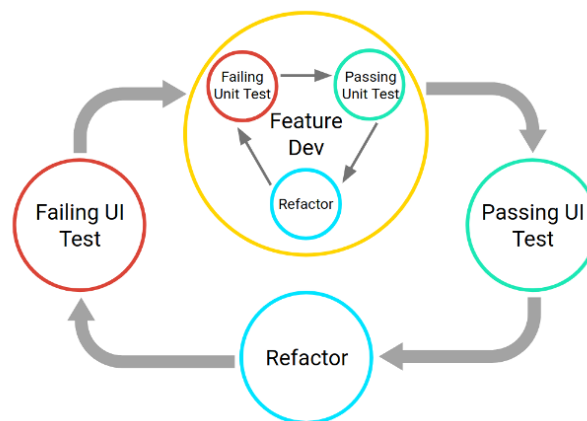 Failing
Unit Test
Passing
Unit Test
Feature
Dev
Refactor
Failing UI
Test
Passing UI
Test
Refactor